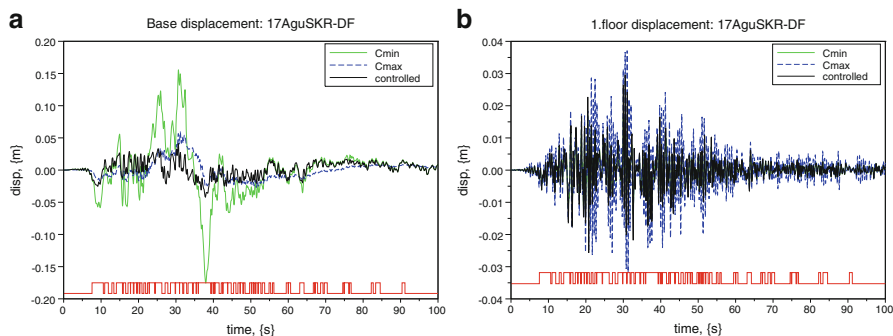 a
Base displacement: 17AguSKR-DF
0.20
0.15
0.10
0.05
0.00
-0.05
-0.10
-0.15
-0.20
disp, {m}
Cmin
Cmax
controlled
0 10 20 30 40 50 60 70 80 90 100
time, {s}
b
1.floor displacement: 17AguSKR-DF
0.04
0.03
0.02
0.01
0.00
-0.01
-0.02
-0.03
-0.04
disp, {m}
Cmin
Cmax
controlled
0 10 20 30 40 50 60 70 80 90 100
time, {s}